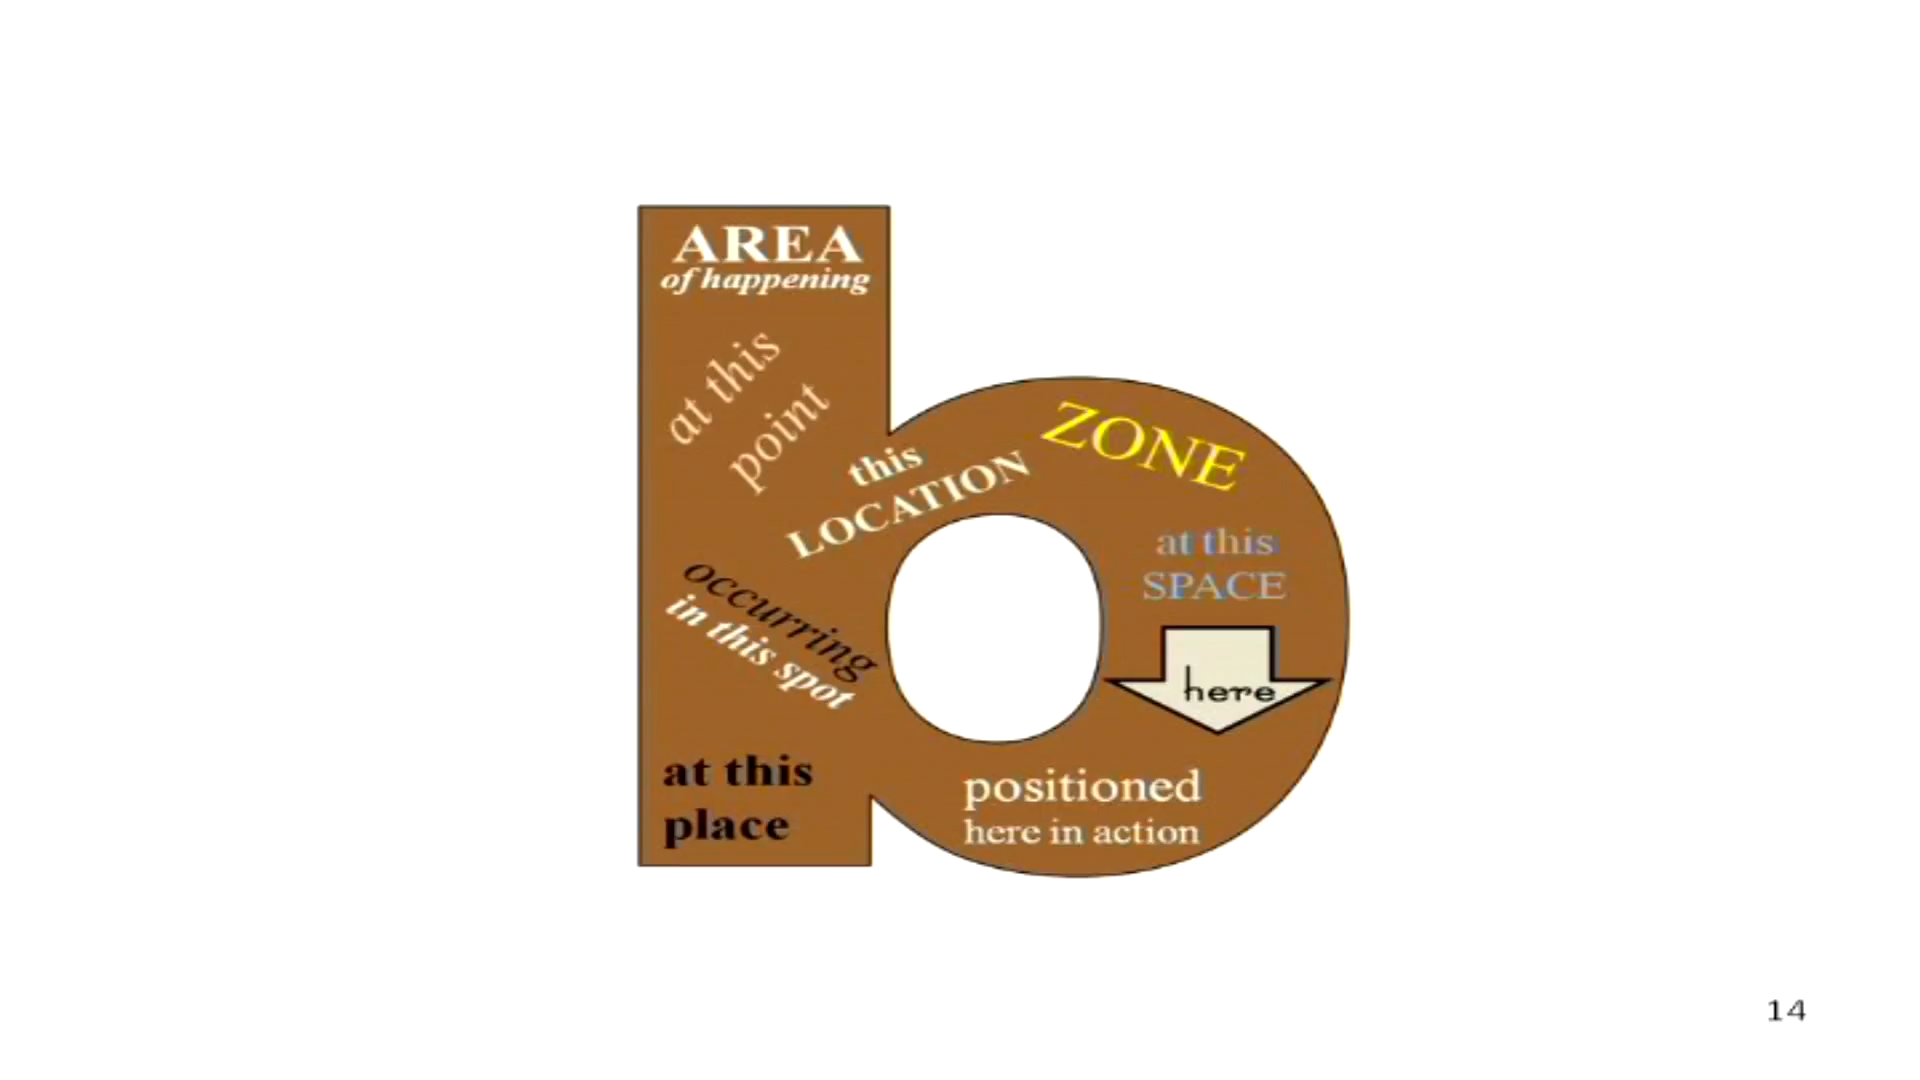 AREA
of happening
at this
point
this
LOCATION
ZONE
at this
SPACE
occurring
in this spot
here
at this
place
positioned
here in action
14